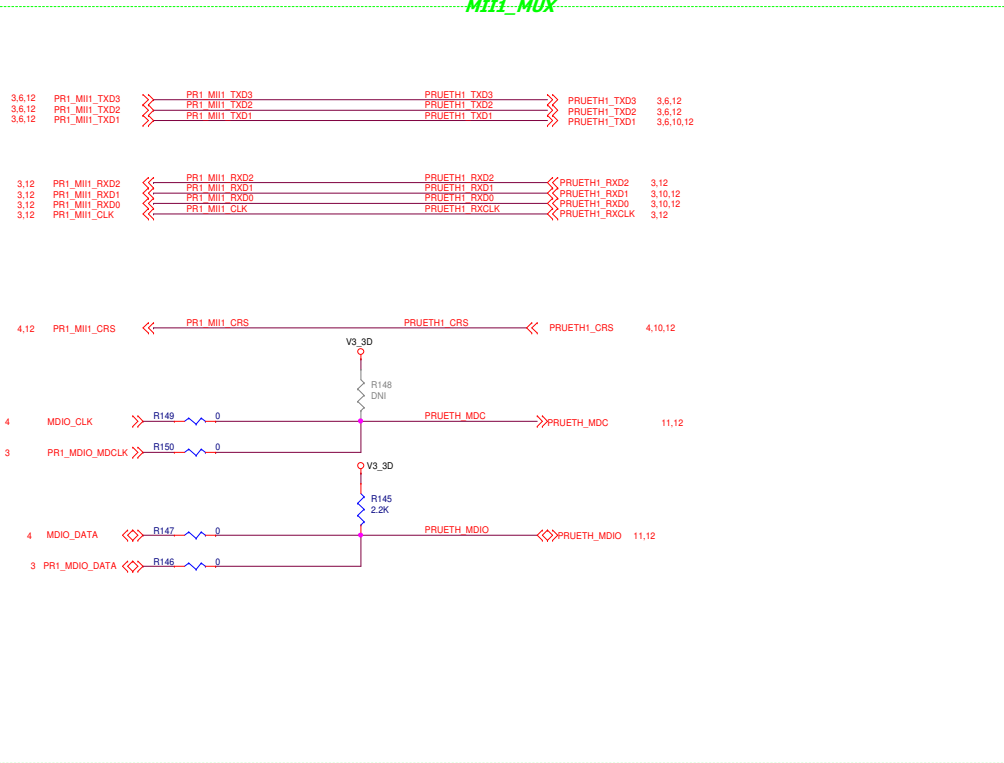 MII1_MUX
3,6,12 PR1_MII1_TXD3 PR1_MII1_TXD3 PRUETH1_TXD3 PRUETH1_TXD3 3,6,12
3,6,12 PR1_MII1_TXD2 PR1_MII1_TXD2 PRUETH1_TXD2 PRUETH1_TXD2 3,6,12
3,6,12 PR1_MII1_TXD1 PR1_MII1_TXD1 PRUETH1_TXD1 PRUETH1_TXD1 3,6,10,12
3,12 PR1_MII1_RXD2 PR1_MII1_RXD2 PRUETH1_RXD2 PRUETH1_RXD2 3,12
3,12 PR1_MII1_RXD1 PR1_MII1_RXD1 PRUETH1_RXD1 PRUETH1_RXD1 3,10,12
3,12 PR1_MII1_RXD0 PR1_MII1_RXD0 PRUETH1_RXD0 PRUETH1_RXD0 3,10,12
3,12 PR1_MII1_CLK PR1_MII1_CLK PRUETH1_RXCLK PRUETH1_RXCLK 3,12
4,12 PR1_MII1_CRS PR1_MII1_CRS PRUETH1_CRS PRUETH1_CRS 4,10,12
V3_3D
R148
DNI
4 MDIO_CLK R149 0 PRUETH_MDC PRUETH_MDC 11,12
3 PR1_MDIO_MDCLK R150 0
V3_3D
R145
2.2K
4 MDIO_DATA R147 0 PRUETH_MDIO PRUETH_MDIO 11,12
3 PR1_MDIO_DATA R146 0